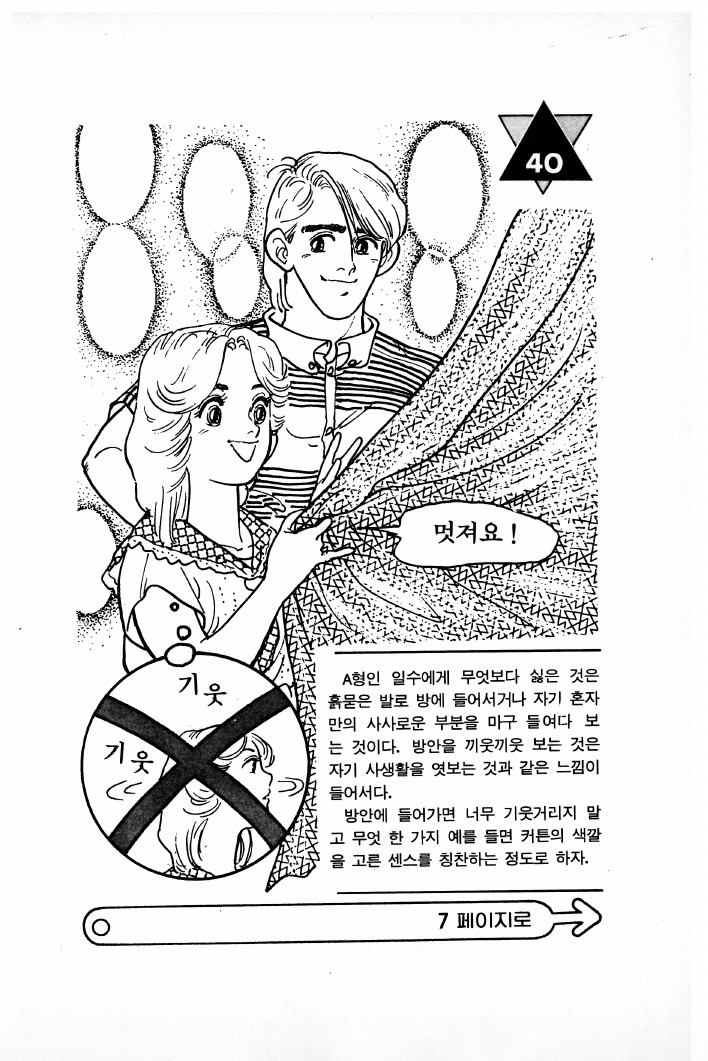 40
멋져요!
기웃
기웃
A형인 일수에게 무엇보다 싫은 것은
흙묻은 발로 방에 들어서거나 자기 혼자
만의 사사로운 부분을 마구 들여다 보
는 것이다. 방안을 끼웃끼웃 보는 것은
자기 사생활을 엿보는 것과 같은 느낌이
들어서다.
방안에 들어가면 너무 기웃거리지 말
고 무엇 한 가지 예를 들면 커튼의 색깔
을 고른 센스를 칭찬하는 정도로 하자.
7 페이지로